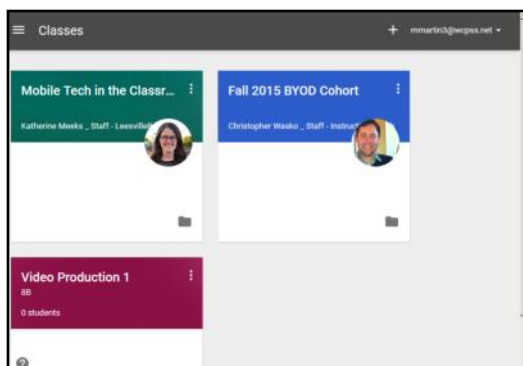 Classes
+ mmartin3@wcpss.net
Mobile Tech in the Classr...
Katherine Meeks _ Staff - Leesville
Fall 2015 BYOD Cohort
Christopher Wasko _ Staff - Instruc
Video Production 1
8B
0 students
?